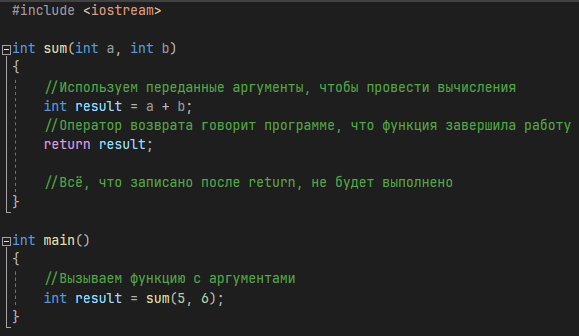 #include <iostream>
int sum(int a, int b)
{
//Используем переданные аргументы, чтобы провести вычисления
int result = a + b;
//Оператор возврата говорит программе, что функция завершила работу
return result;
//Всё, что записано после return, не будет выполнено
}
int main()
{
//Вызываем функцию с аргументами
int result = sum(5, 6);
}